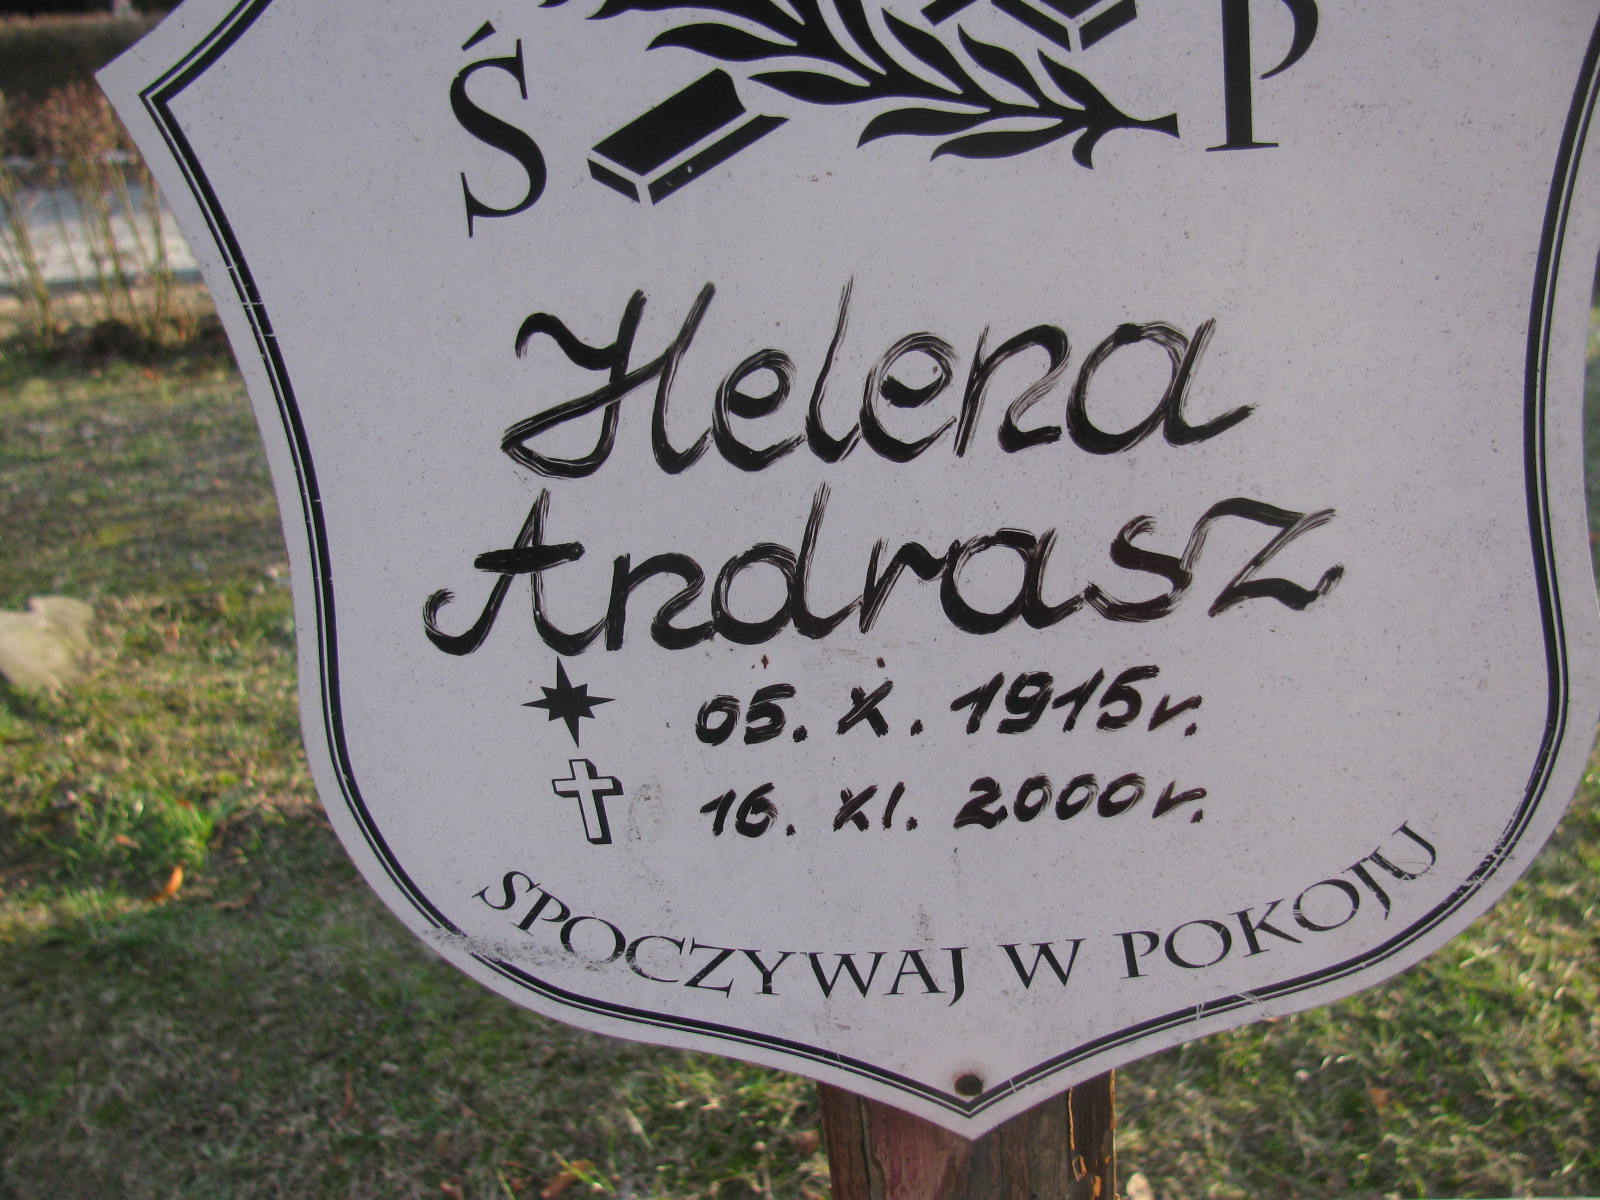 Ś P
Helena
Andrasz
05. X. 1915r.
16. XI. 2000r.
SPOCZYWAJ W POKOJU